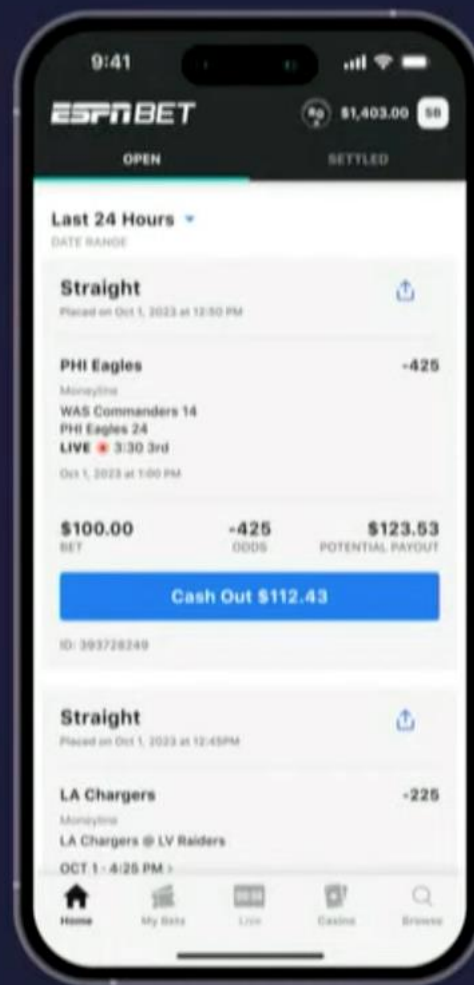 9:41
ESPN BET $1,403.00 SB
OPEN SETTLED
Last 24 Hours
DATE RANGE
Straight
Placed on Oct 1, 2023 at 12:50 PM
PHI Eagles -425
Moneyline
WAS Commanders 14
PHI Eagles 24
LIVE 3:30 3rd
Oct 1, 2023 at 1:00 PM
$100.00 -425 $123.53
BET ODDS POTENTIAL PAYOUT
Cash Out $112.43
ID: 393728249
Straight
Placed on Oct 1, 2023 at 12:45PM
LA Chargers -225
Moneyline
LA Chargers @ LV Raiders
OCT 1 - 4:25 PM >
Home My Bets Live Casino Browse